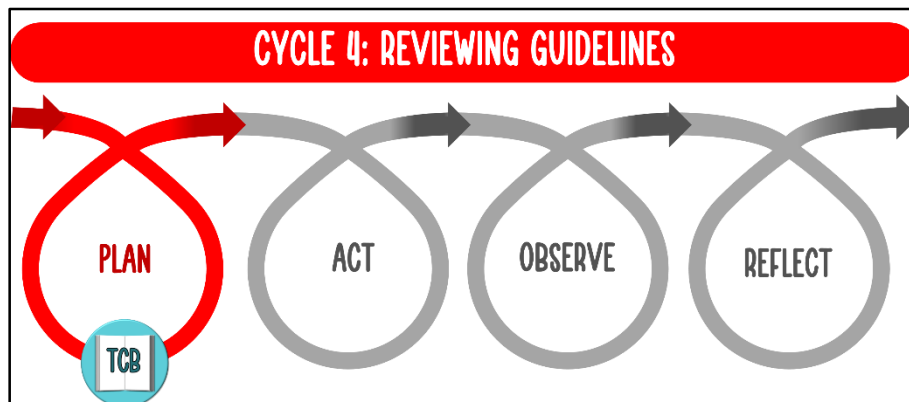 CYCLE 4: REVIEWING GUIDELINES
PLAN
ACT
OBSERVE
REFLECT
TCB